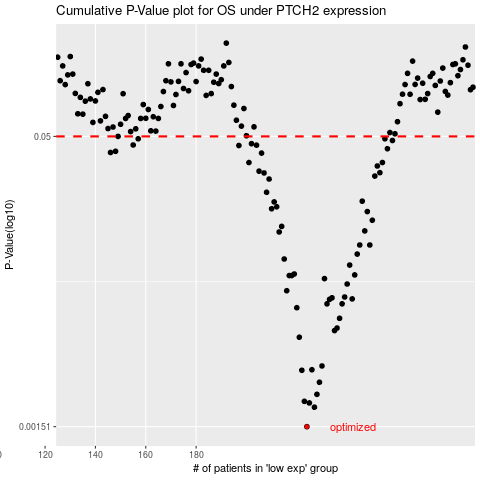 Cumulative P-Value plot for OS under PTCH2 expression
P-Value(log10)
0.05
0.00151
optimized
0
120
140
160
180
# of patients in 'low exp' group